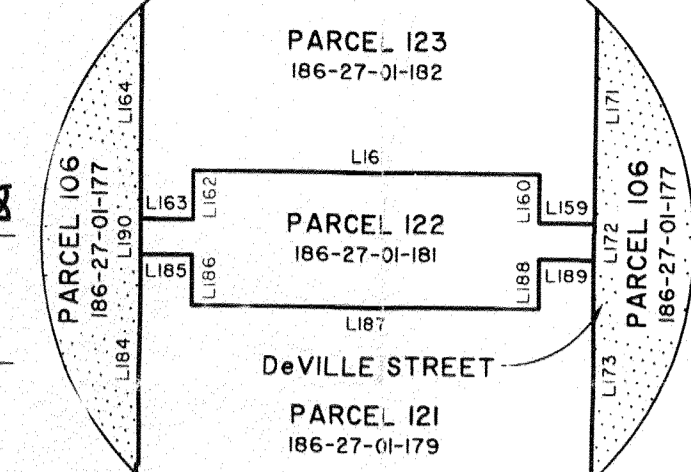 PARCEL 123
186-27-01-182
L164
L171
L16
L163
L162
L160
L159
PARCEL 106
186-27-01-177
L190
PARCEL 122
186-27-01-181
L172
PARCEL 106
186-27-01-177
L185
L186
L188
L189
L187
L184
DeVILLE STREET
L173
PARCEL 121
186-27-01-179